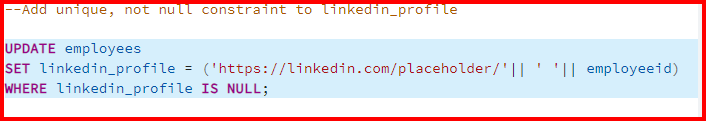 --Add unique, not null constraint to linkedin_profile
UPDATE employees
SET linkedin_profile = ('https://linkedin.com/placeholder/'|| ' '|| employeeid)
WHERE linkedin_profile IS NULL;